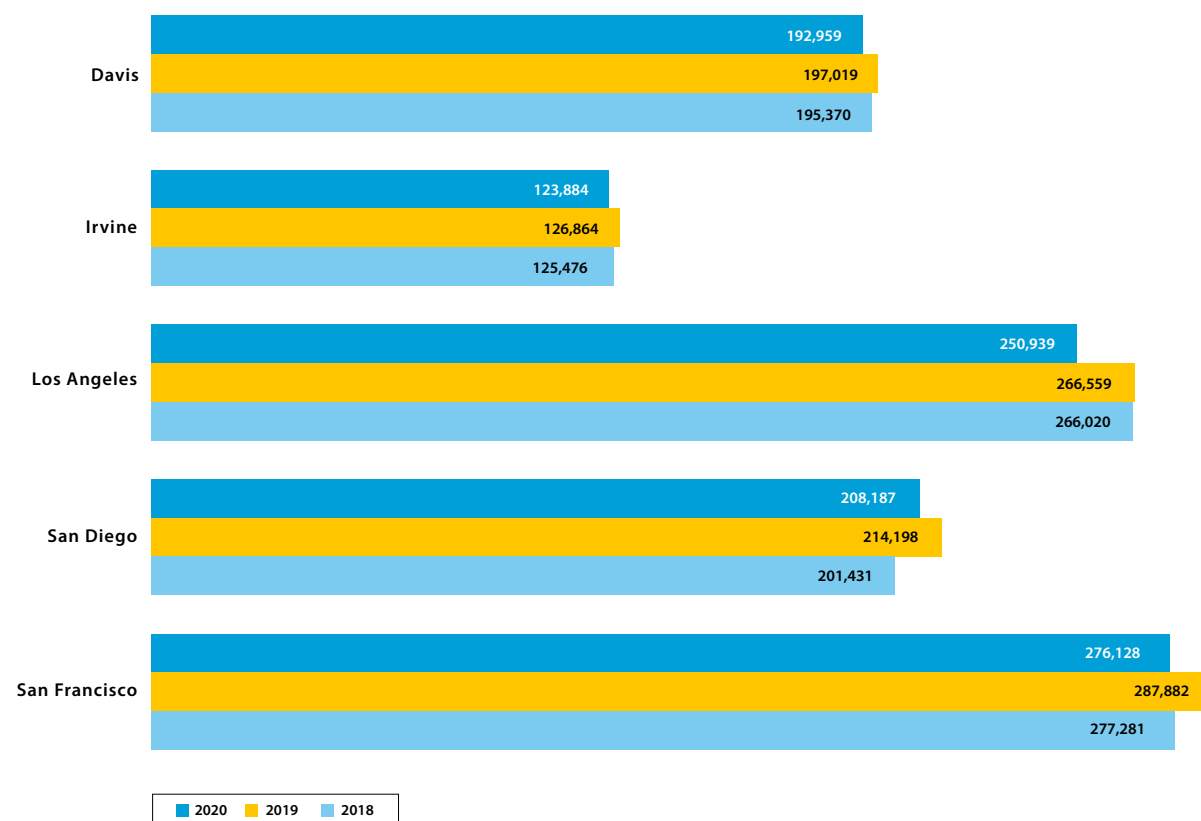 192,959
Davis
197,019
195,370
123,884
Irvine
126,864
125,476
250,939
Los Angeles
266,559
266,020
208,187
San Diego
214,198
201,431
276,128
San Francisco
287,882
277,281
2020 2019 2018